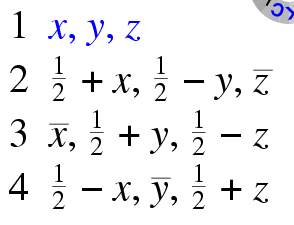 1 x, y, z
2 1/2 + x, 1/2 − y, z̅
3 x̅, 1/2 + y, 1/2 − z
4 1/2 − x, y̅, 1/2 + z